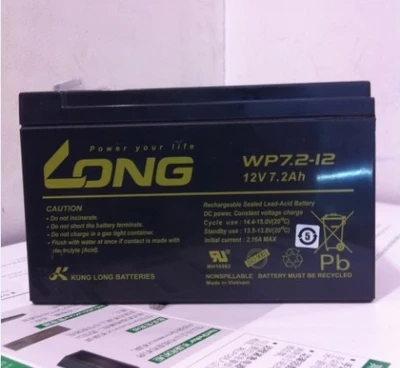 Power your life
LONG
WP7.2-12
12V 7.2Ah
CAUTION
• Do not incinerate.
• Do not short the battery terminals.
• Do not charge in a gas tight container.
• Flush with water at once if contact is made with
(Acid).
KUNG LONG BATTERIES
Rechargeable Sealed Lead-Acid Battery
DC power, Constant voltage charge
Cycle use : 14.4-15.0V(20°C)
Standby use : 13.5-13.8V(20°C)
Initial current : 2.16A MAX
5
Pb
NONSPILLABLE BATTERY MUST BE RECYCLED
Made in Vietnam